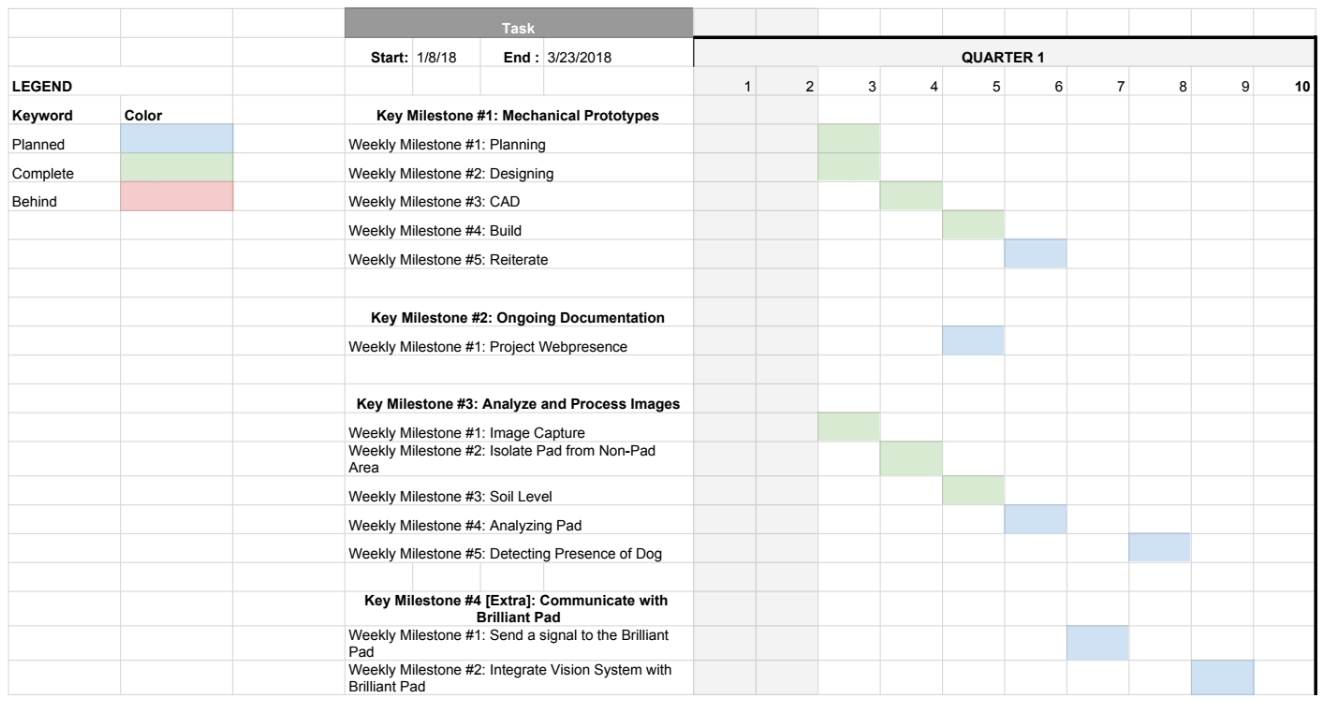 Task
Start: 1/8/18 End : 3/23/2018 QUARTER 1
LEGEND 1 2 3 4 5 6 7 8 9 10
Keyword Color Key Milestone #1: Mechanical Prototypes
Planned Weekly Milestone #1: Planning
Complete Weekly Milestone #2: Designing
Behind Weekly Milestone #3: CAD
Weekly Milestone #4: Build
Weekly Milestone #5: Reiterate
Key Milestone #2: Ongoing Documentation
Weekly Milestone #1: Project Webpresence
Key Milestone #3: Analyze and Process Images
Weekly Milestone #1: Image Capture
Weekly Milestone #2: Isolate Pad from Non-Pad
Area
Weekly Milestone #3: Soil Level
Weekly Milestone #4: Analyzing Pad
Weekly Milestone #5: Detecting Presence of Dog
Key Milestone #4 [Extra]: Communicate with
Brilliant Pad
Weekly Milestone #1: Send a signal to the Brilliant
Pad
Weekly Milestone #2: Integrate Vision System with
Brilliant Pad